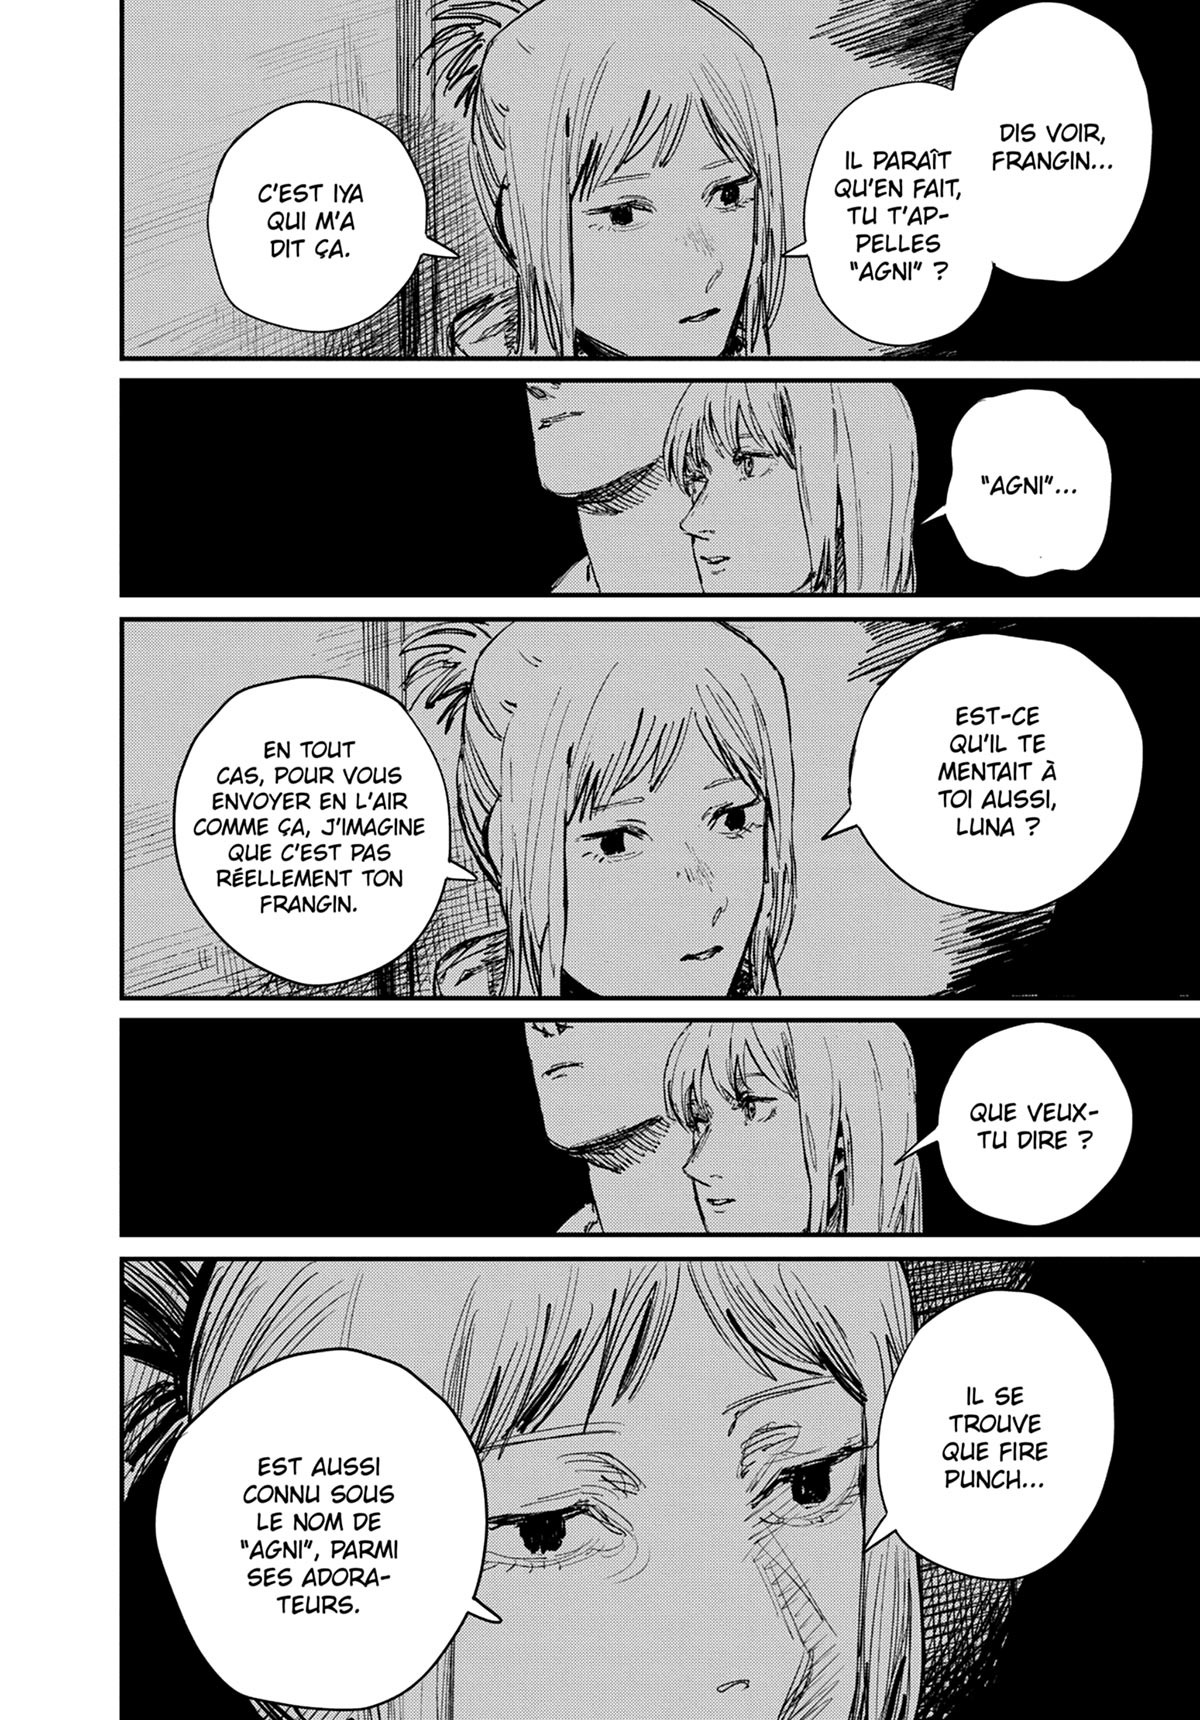 DIS VOIR,
FRANGIN...
IL PARAÎT
QU'EN FAIT,
TU T'AP-
PELLES
"AGNI" ?
C'EST IYA
QUI M'A
DIT ÇA.
"AGNI"...
EST-CE
QU'IL TE
MENTAIT À
TOI AUSSI,
LUNA ?
EN TOUT
CAS, POUR VOUS
ENVOYER EN L'AIR
COMME ÇA, J'IMAGINE
QUE C'EST PAS
RÉELLEMENT TON
FRANGIN.
QUE VEUX-
TU DIRE ?
IL SE
TROUVE
QUE FIRE
PUNCH...
EST AUSSI
CONNU SOUS
LE NOM DE
"AGNI", PARMI
SES ADORA-
TEURS.